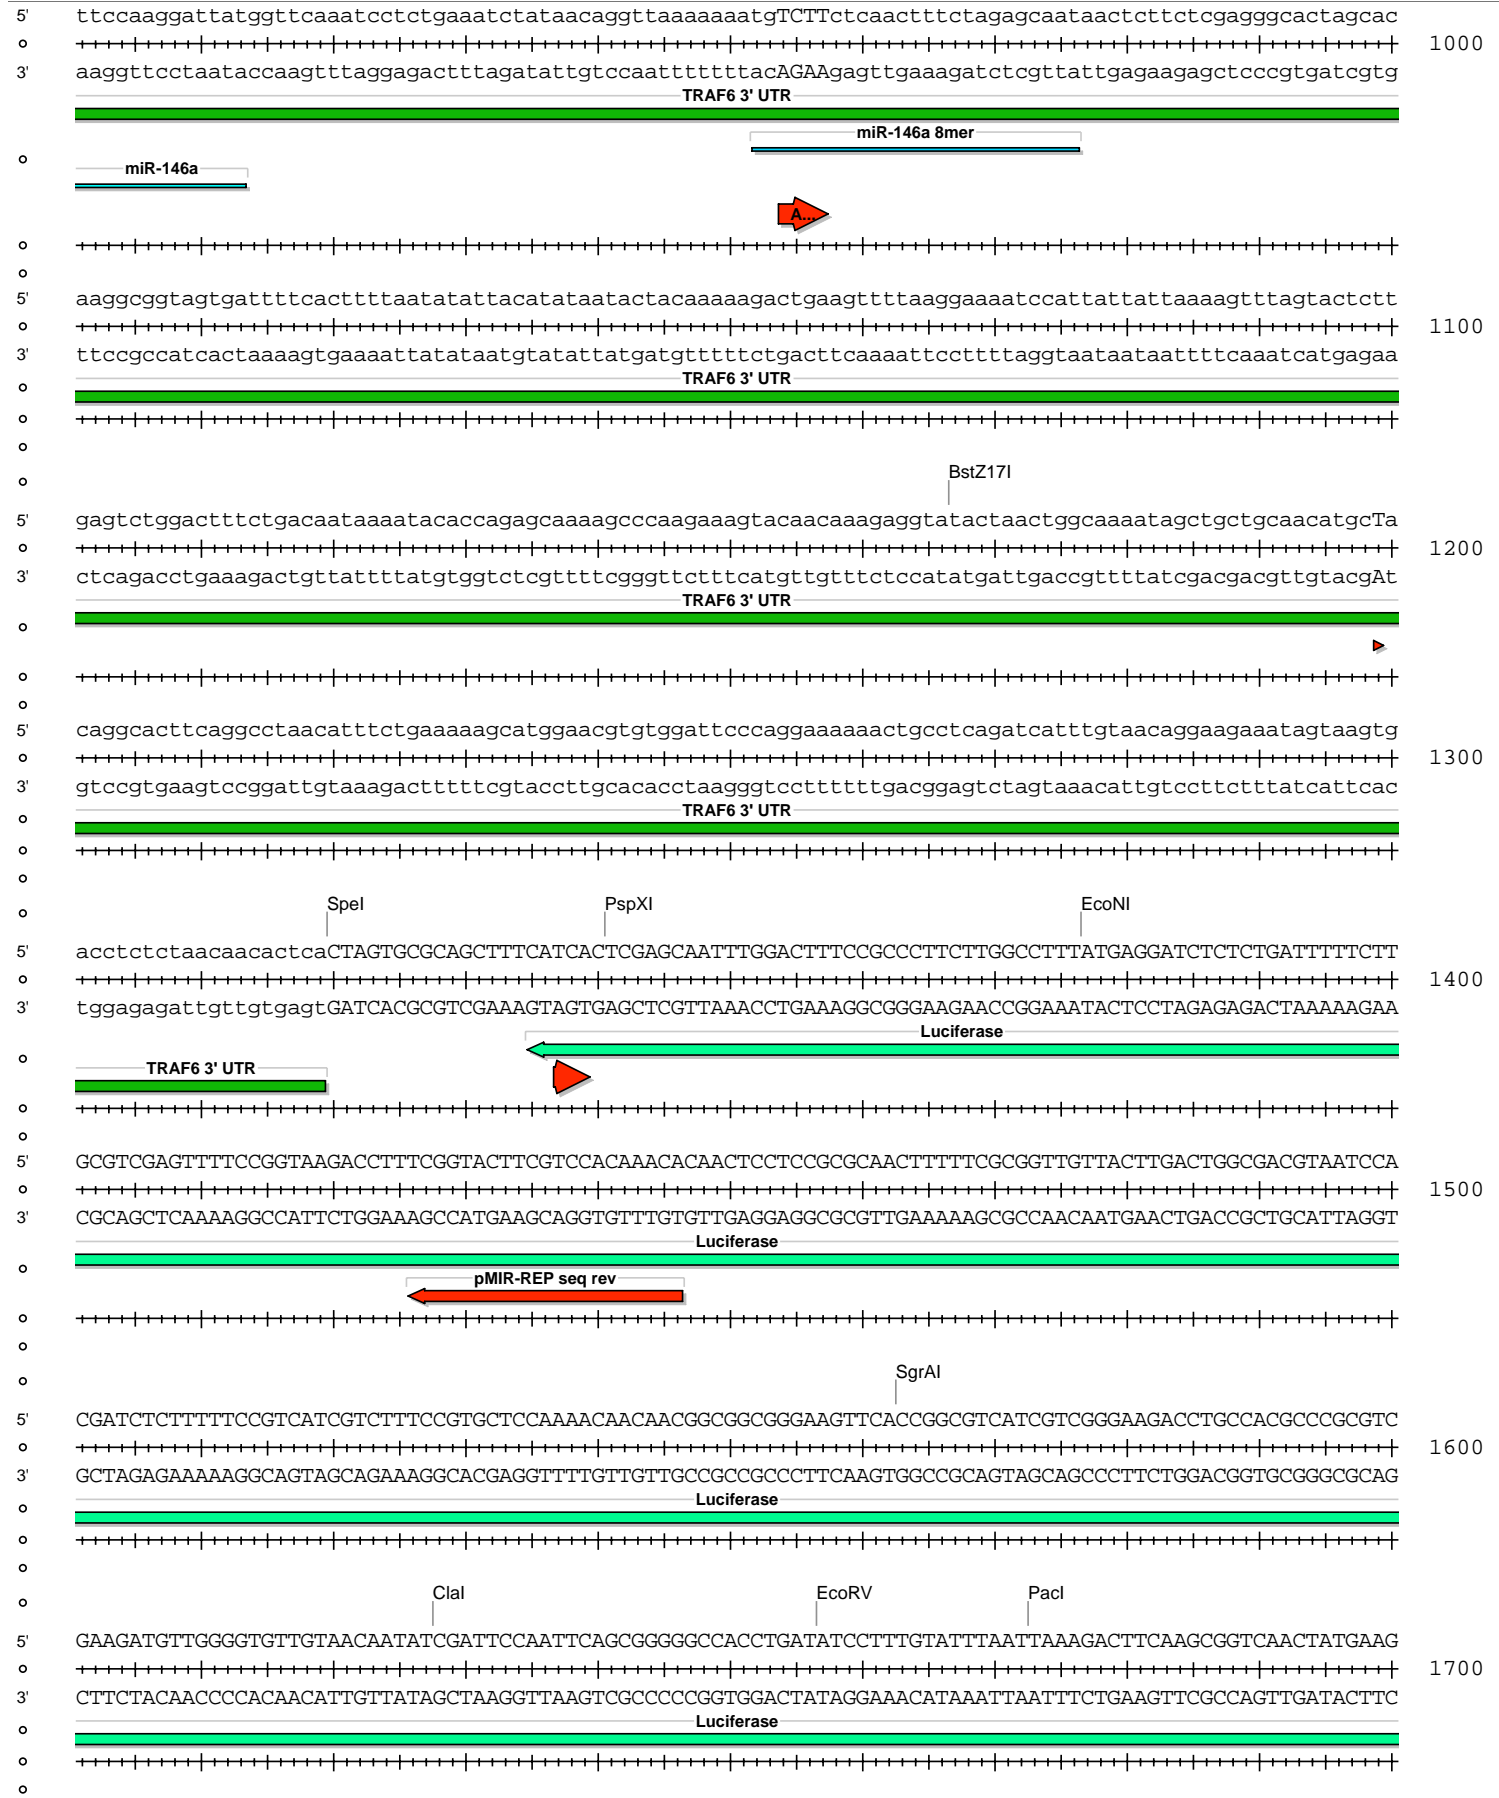 5' ttccaaggattatggttcaaatcctctgaaatctataacaggttaaaaaaatgTCTTctcaactttctagagcaataactcttctcgagggcactagcac
1000
3' aaggttcctaataccaagtttaggagactttagatattgtccaatttttttacAGAAgagttgaaagatctcgttattgagaagagctcccgtgatcgtg
TRAF6 3' UTR
miR-146a 8mer
miR-146a
A...
5' aaggcggtagtgattttcacttttaatatattacatataatactacaaaaagactgaagttttaaggaaaatccattattattaaaagtttagtactctt
1100
3' ttccgccatcactaaaagtgaaaattatataatgtatattatgatgtttttctgacttcaaaattccttttaggtaataataattttcaaatcatgagaa
TRAF6 3' UTR
BstZ17I
5' gagtctggactttctgacaataaaatacaccagagcaaaagcccaagaaagtacaacaaagaggtatactaactggcaaaatagctgctgcaacatgcTa
1200
3' ctcagacctgaaagactgttattttatgtggtctcgttttcgggttctttcatgttgtttctccatatgattgaccgttttatcgacgacgttgtacgAt
TRAF6 3' UTR
5' caggcacttcaggcctaacatttctgaaaaagcatggaacgtgtggattcccaggaaaaaactgcctcagatcatttgtaacaggaagaaatagtaagtg
1300
3' gtccgtgaagtccggattgtaaagactttttcgtaccttgcacacctaagggtccttttttgacggagtctagtaaacattgtccttctttatcattcac
TRAF6 3' UTR
SpeI PspXI EcoNI
5' acctctctaacaacactcaCTAGTGCGCAGCTTTCATCACTCGAGCAATTTGGACTTTCCGCCCTTCTTGGCCTTTATGAGGATCTCTCTGATTTTTCTT
1400
3' tggagagattgttgtgagtGATCACGCGTCGAAAGTAGTGAGCTCGTTAAACCTGAAAGGCGGGAAGAACCGGAAATACTCCTAGAGAGACTAAAAAGAA
Luciferase
TRAF6 3' UTR
5' GCGTCGAGTTTTCCGGTAAGACCTTTCGGTACTTCGTCCACAAACACAACTCCTCCGCGCAACTTTTTCGCGGTTGTTACTTGACTGGCGACGTAATCCA
1500
3' CGCAGCTCAAAAGGCCATTCTGGAAAGCCATGAAGCAGGTGTTTGTGTTGAGGAGGCGCGTTGAAAAAGCGCCAACAATGAACTGACCGCTGCATTAGGT
Luciferase
pMIR-REP seq rev
SgrAI
5' CGATCTCTTTTTCCGTCATCGTCTTTCCGTGCTCCAAAACAACAACGGCGGCGGGAAGTTCACCGGCGTCATCGTCGGGAAGACCTGCCACGCCCGCGTC
1600
3' GCTAGAGAAAAAGGCAGTAGCAGAAAGGCACGAGGTTTTGTTGTTGCCGCCGCCCTTCAAGTGGCCGCAGTAGCAGCCCTTCTGGACGGTGCGGGCGCAG
Luciferase
ClaI EcoRV PacI
5' GAAGATGTTGGGGTGTTGTAACAATATCGATTCCAATTCAGCGGGGGCCACCTGATATCCTTTGTATTTAATTAAAGACTTCAAGCGGTCAACTATGAAG
1700
3' CTTCTACAACCCCACAACATTGTTATAGCTAAGGTTAAGTCGCCCCCGGTGGACTATAGGAAACATAAATTAATTTCTGAAGTTCGCCAGTTGATACTTC
Luciferase